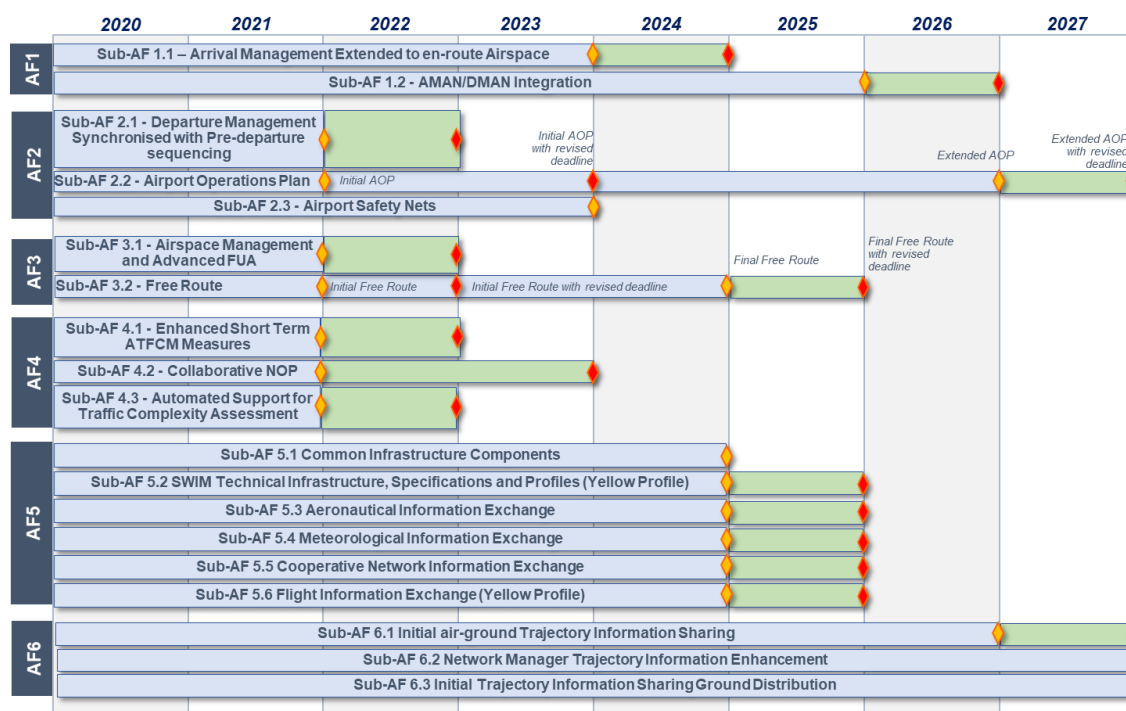 2020 2021 2022 2023 2024 2025 2026 2027
AF1
Sub-AF 1.1 – Arrival Management Extended to en-route Airspace
Sub-AF 1.2 - AMAN/DMAN Integration
AF2
Sub-AF 2.1 - Departure Management
Synchronised with Pre-departure
sequencing
Initial AOP
with revised
deadline
Extended AOP
Extended AOP
with revised
deadline
Sub-AF 2.2 - Airport Operations Plan
Initial AOP
Sub-AF 2.3 - Airport Safety Nets
AF3
Sub-AF 3.1 - Airspace Management
and Advanced FUA
Final Free Route
Final Free Route
with revised
deadline
Sub-AF 3.2 - Free Route
Initial Free Route
Initial Free Route with revised deadline
AF4
Sub-AF 4.1 - Enhanced Short Term
ATFCM Measures
Sub-AF 4.2 - Collaborative NOP
Sub-AF 4.3 - Automated Support for
Traffic Complexity Assessment
AF5
Sub-AF 5.1 Common Infrastructure Components
Sub-AF 5.2 SWIM Technical Infrastructure, Specifications and Profiles (Yellow Profile)
Sub-AF 5.3 Aeronautical Information Exchange
Sub-AF 5.4 Meteorological Information Exchange
Sub-AF 5.5 Cooperative Network Information Exchange
Sub-AF 5.6 Flight Information Exchange (Yellow Profile)
AF6
Sub-AF 6.1 Initial air-ground Trajectory Information Sharing
Sub-AF 6.2 Network Manager Trajectory Information Enhancement
Sub-AF 6.3 Initial Trajectory Information Sharing Ground Distribution